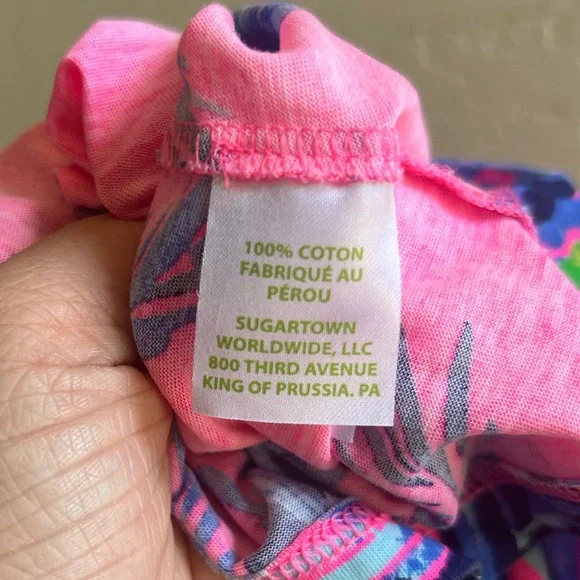 100% COTON
FABRIQUÉ AU
PÉROU
SUGARTOWN
WORLDWIDE, LLC
800 THIRD AVENUE
KING OF PRUSSIA. PA